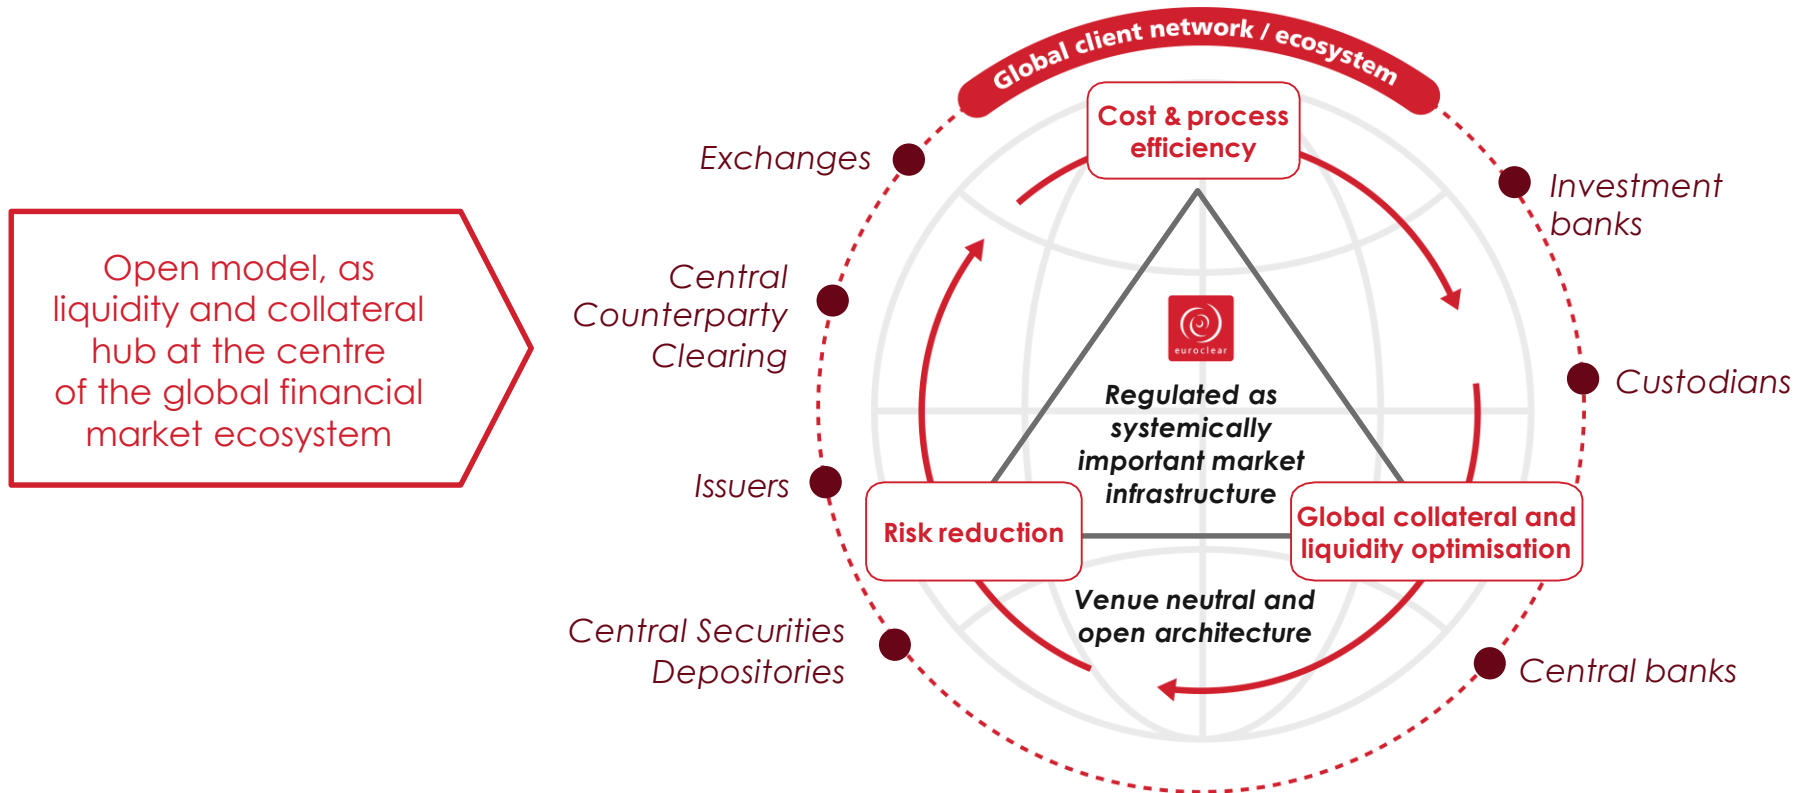 Global client network / ecosystem
Cost & process
efficiency
Exchanges
Investment
banks
Open model, as
liquidity and collateral
hub at the centre
of the global financial
market ecosystem
Central
Counterparty
Clearing
euroclear
Custodians
Regulated as
systemically
important market
infrastructure
Issuers
Risk reduction
Global collateral and
liquidity optimisation
Venue neutral and
open architecture
Central Securities
Depositories
Central banks